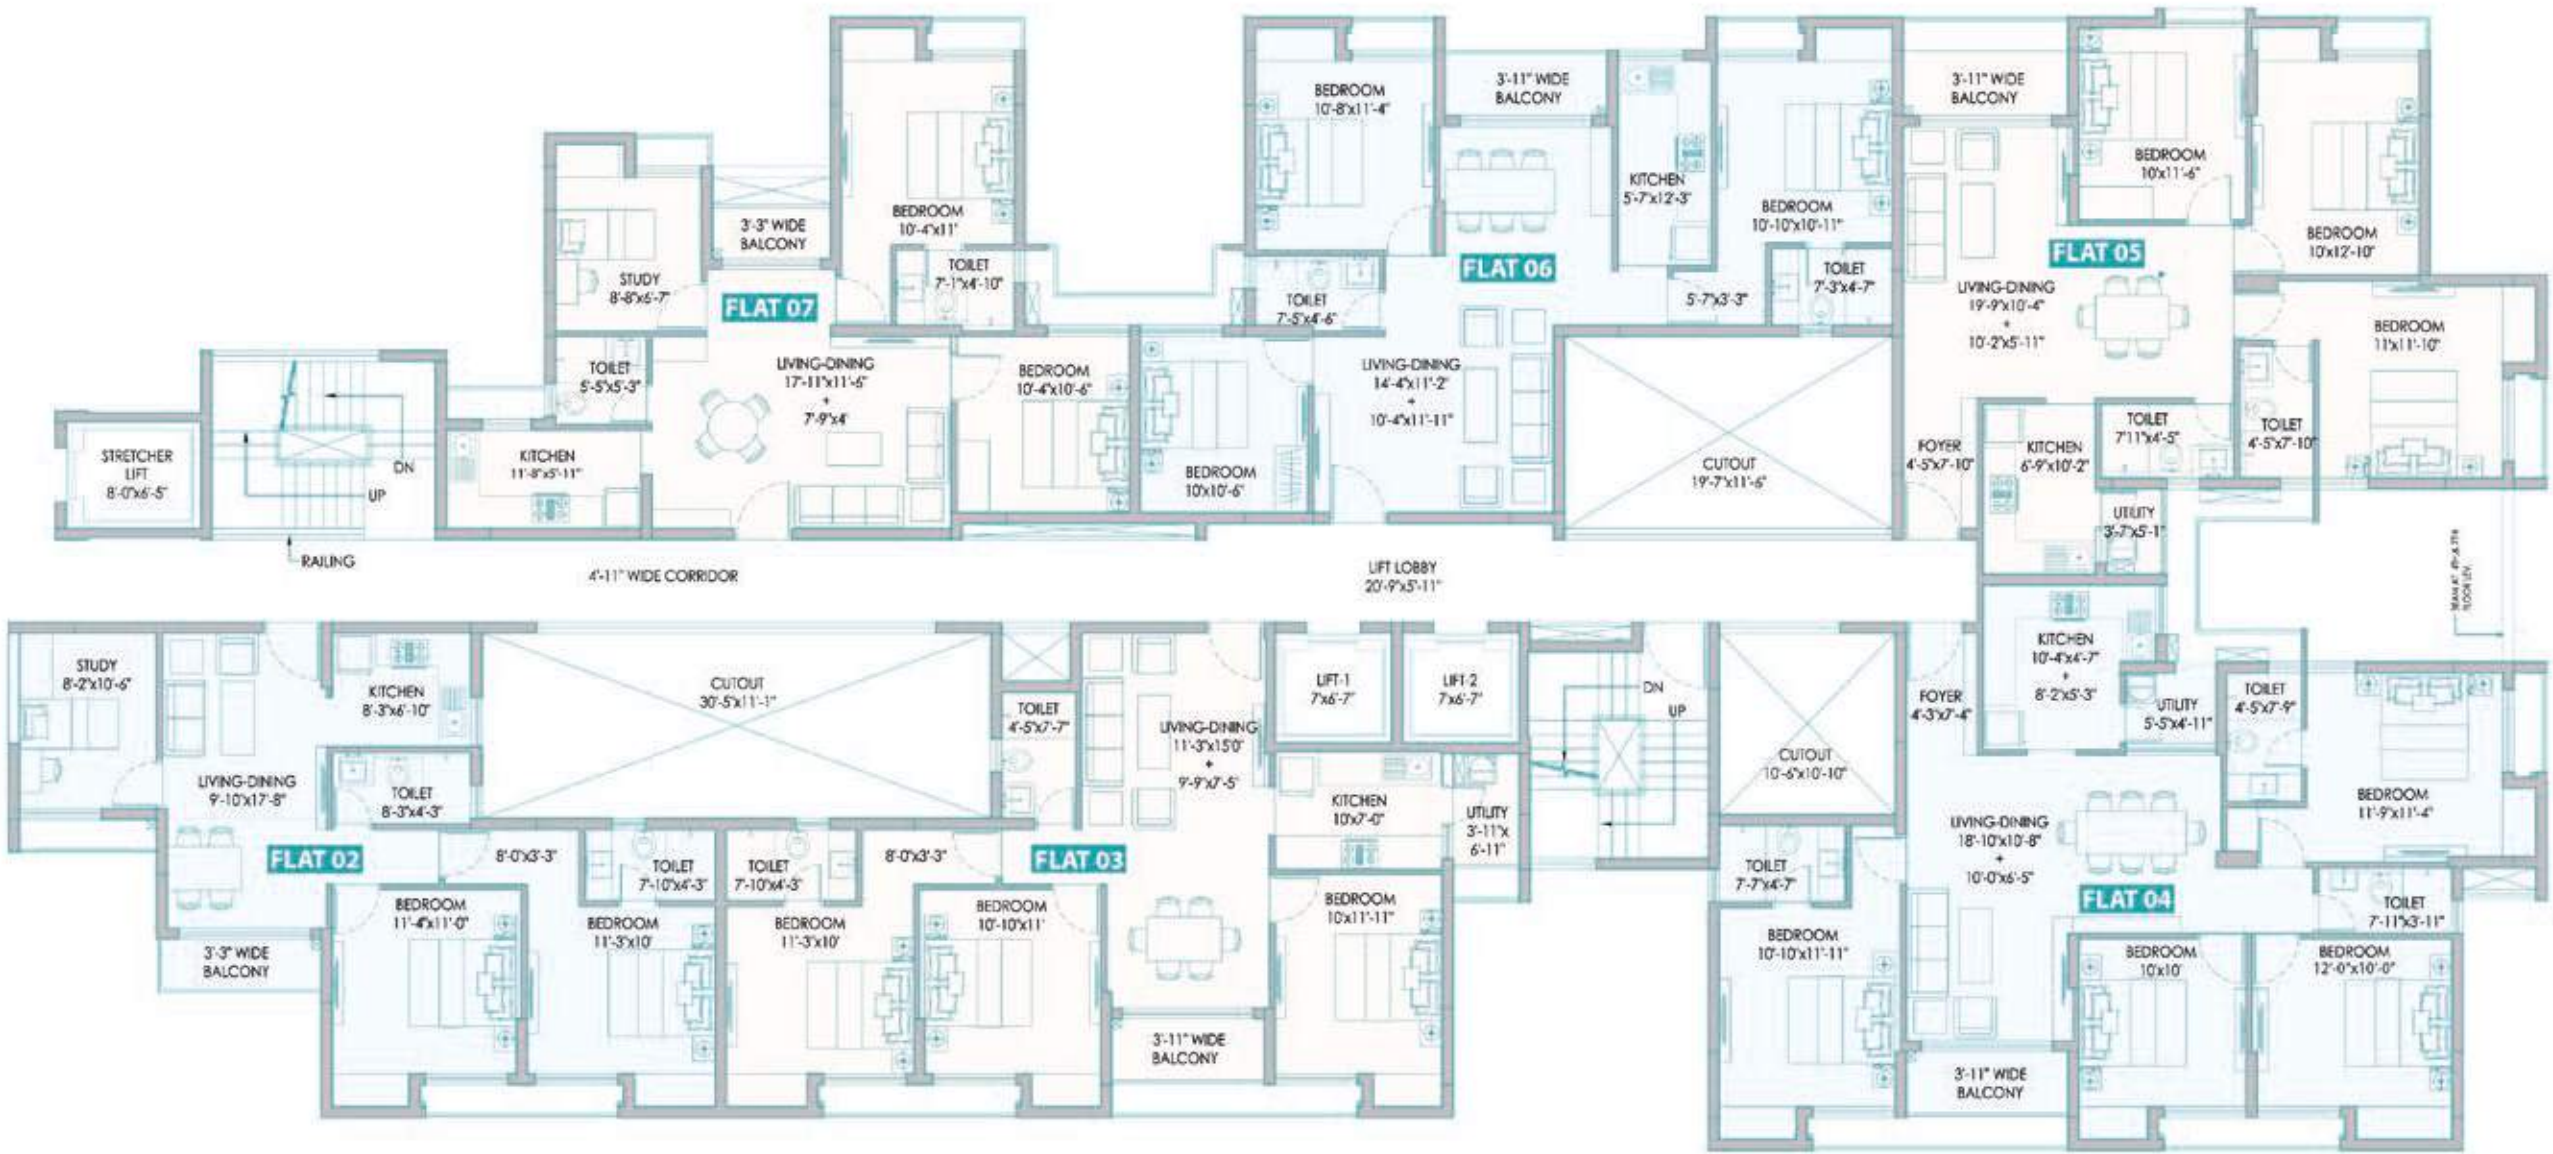 BEDROOM
10'-4"x11'
STUDY
8'-8"x6'-7"
3'-3" WIDE
BALCONY
TOILET
7'-1"x4'-10"
FLAT 07
TOILET
5'-5"x5'-3"
LIVING-DINING
17'-11"x11'-6"
+
7'-9"x4'
BEDROOM
10'-4"x10'-6"
KITCHEN
11'-8"x5'-11"
STRETCHER
LIFT
8'-0"x6'-5"
DN
UP
RAILING
4'-11" WIDE CORRIDOR
BEDROOM
10'-8"x11'-4"
3'-11" WIDE
BALCONY
KITCHEN
5'-7"x12'-3"
BEDROOM
10'-10"x10'-11"
FLAT 06
TOILET
7'-5"x4'-6"
5'-7"x3'-3"
TOILET
7'-3"x4'-7"
LIVING-DINING
14'-4"x11'-2"
+
10'-4"x11'-11"
BEDROOM
10'x10'-6"
CUTOUT
19'-7"x11'-6"
LIFT LOBBY
20'-9"x5'-11"
3'-11" WIDE
BALCONY
BEDROOM
10'x11'-6"
BEDROOM
10'x12'-10"
FLAT 05
LIVING-DINING
19'-9"x10'-4"
+
10'-2"x5'-11"
BEDROOM
11'x11'-10"
TOILET
7'11"x4'-5"
TOILET
4'-5"x7'-10"
FOYER
4'-5"x7'-10"
KITCHEN
6'-9"x10'-2"
UTILITY
3'-7"x5'-1"
STUDY
8'-2"x10'-6"
KITCHEN
8'-3"x6'-10"
LIVING-DINING
9'-10"x17'-8"
TOILET
8'-3"x4'-3"
FLAT 02
8'-0"x3'-3"
TOILET
7'-10"x4'-3"
BEDROOM
11'-4"x11'-0"
BEDROOM
11'-3"x10'
3'-3" WIDE
BALCONY
CUTOUT
30'-5"x11'-1"
TOILET
4'-5"x7'-7"
LIVING-DINING
11'-3"x15'0"
+
9'-9"x7'-5"
TOILET
7'-10"x4'-3"
8'-0"x3'-3"
FLAT 03
BEDROOM
11'-3"x10'
BEDROOM
10'-10"x11'
LIFT-1
7'x6'-7"
LIFT-2
7'x6'-7"
KITCHEN
10'x7'-0"
UTILITY
3'-11"x
6'-11"
BEDROOM
10'x11'-11"
3'-11" WIDE
BALCONY
DN
UP
CUTOUT
10'-6"x10'-10"
FOYER
4'-3"x7'-4"
KITCHEN
10'-4"x4'-7"
+
8'-2"x5'-3"
UTILITY
5'-5"x4'-11"
TOILET
4'-5"x7'-9"
BEDROOM
11'-9"x11'-4"
LIVING-DINING
18'-10"x10'-8"
+
10'-0"x6'-5"
TOILET
7'-7"x4'-7"
FLAT 04
TOILET
7'-11"x3'-11"
BEDROOM
10'-10"x11'-11"
BEDROOM
10'x10'
BEDROOM
12'-0"x10'-0"
3'-11" WIDE
BALCONY